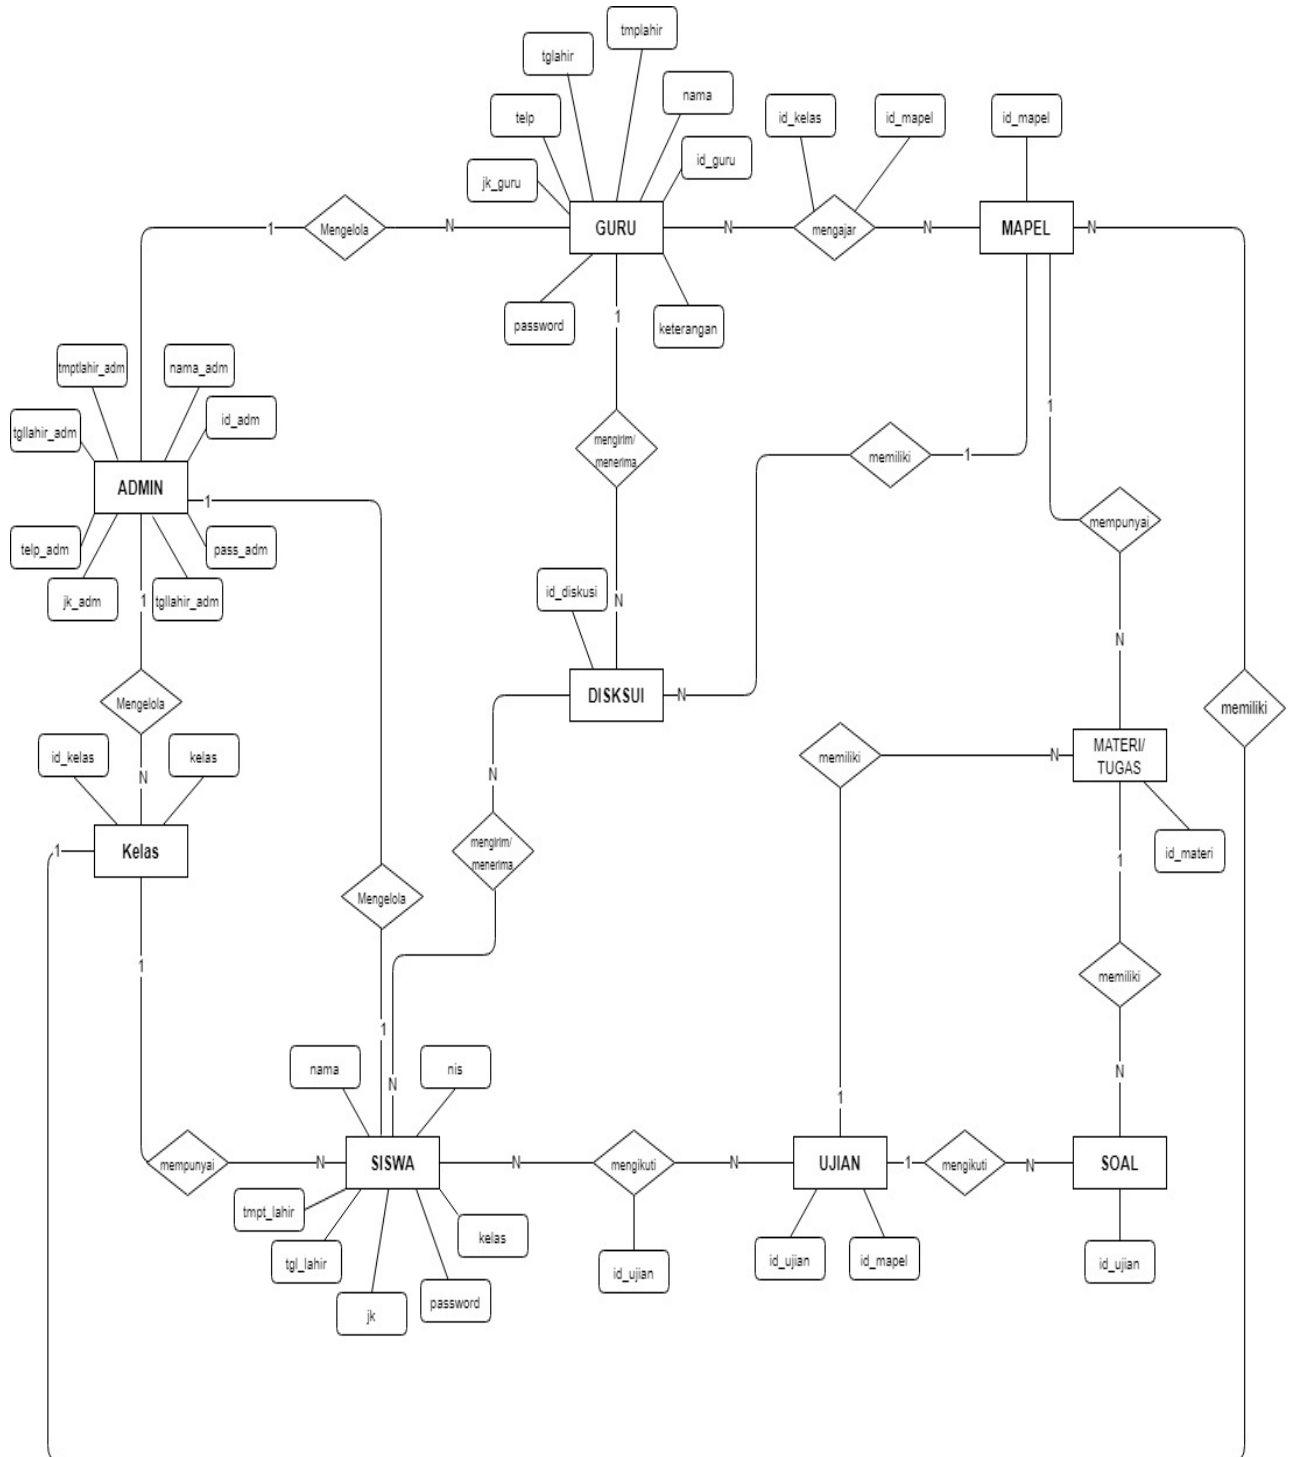 tmplahir
tglahir
nama
telp
id_kelas
id_mapel
id_mapel
id_guru
jk_guru
1
Mengelola
N
GURU
N
mengajar
N
MAPEL
N
password
1
keterangan
tmptlahir_adm
nama_adm
id_adm
tgllahir_adm
1
mengirim/
menerima
memiliki
1
ADMIN
1
mempunyai
telp_adm
pass_adm
jk_adm
1
tgllahir_adm
id_diskusi
N
N
Mengelola
DISKSUI
N
memiliki
id_kelas
kelas
N
N
memiliki
N
MATERI/
TUGAS
1
Kelas
mengirim/
menerima
id_materi
1
Mengelola
1
memiliki
1
nama
nis
N
1
N
mempunyai
N
SISWA
N
mengikuti
N
UJIAN
1
mengikuti
N
SOAL
tmpt_lahir
kelas
tgl_lahir
id_ujian
id_ujian
id_mapel
id_ujian
jk
password